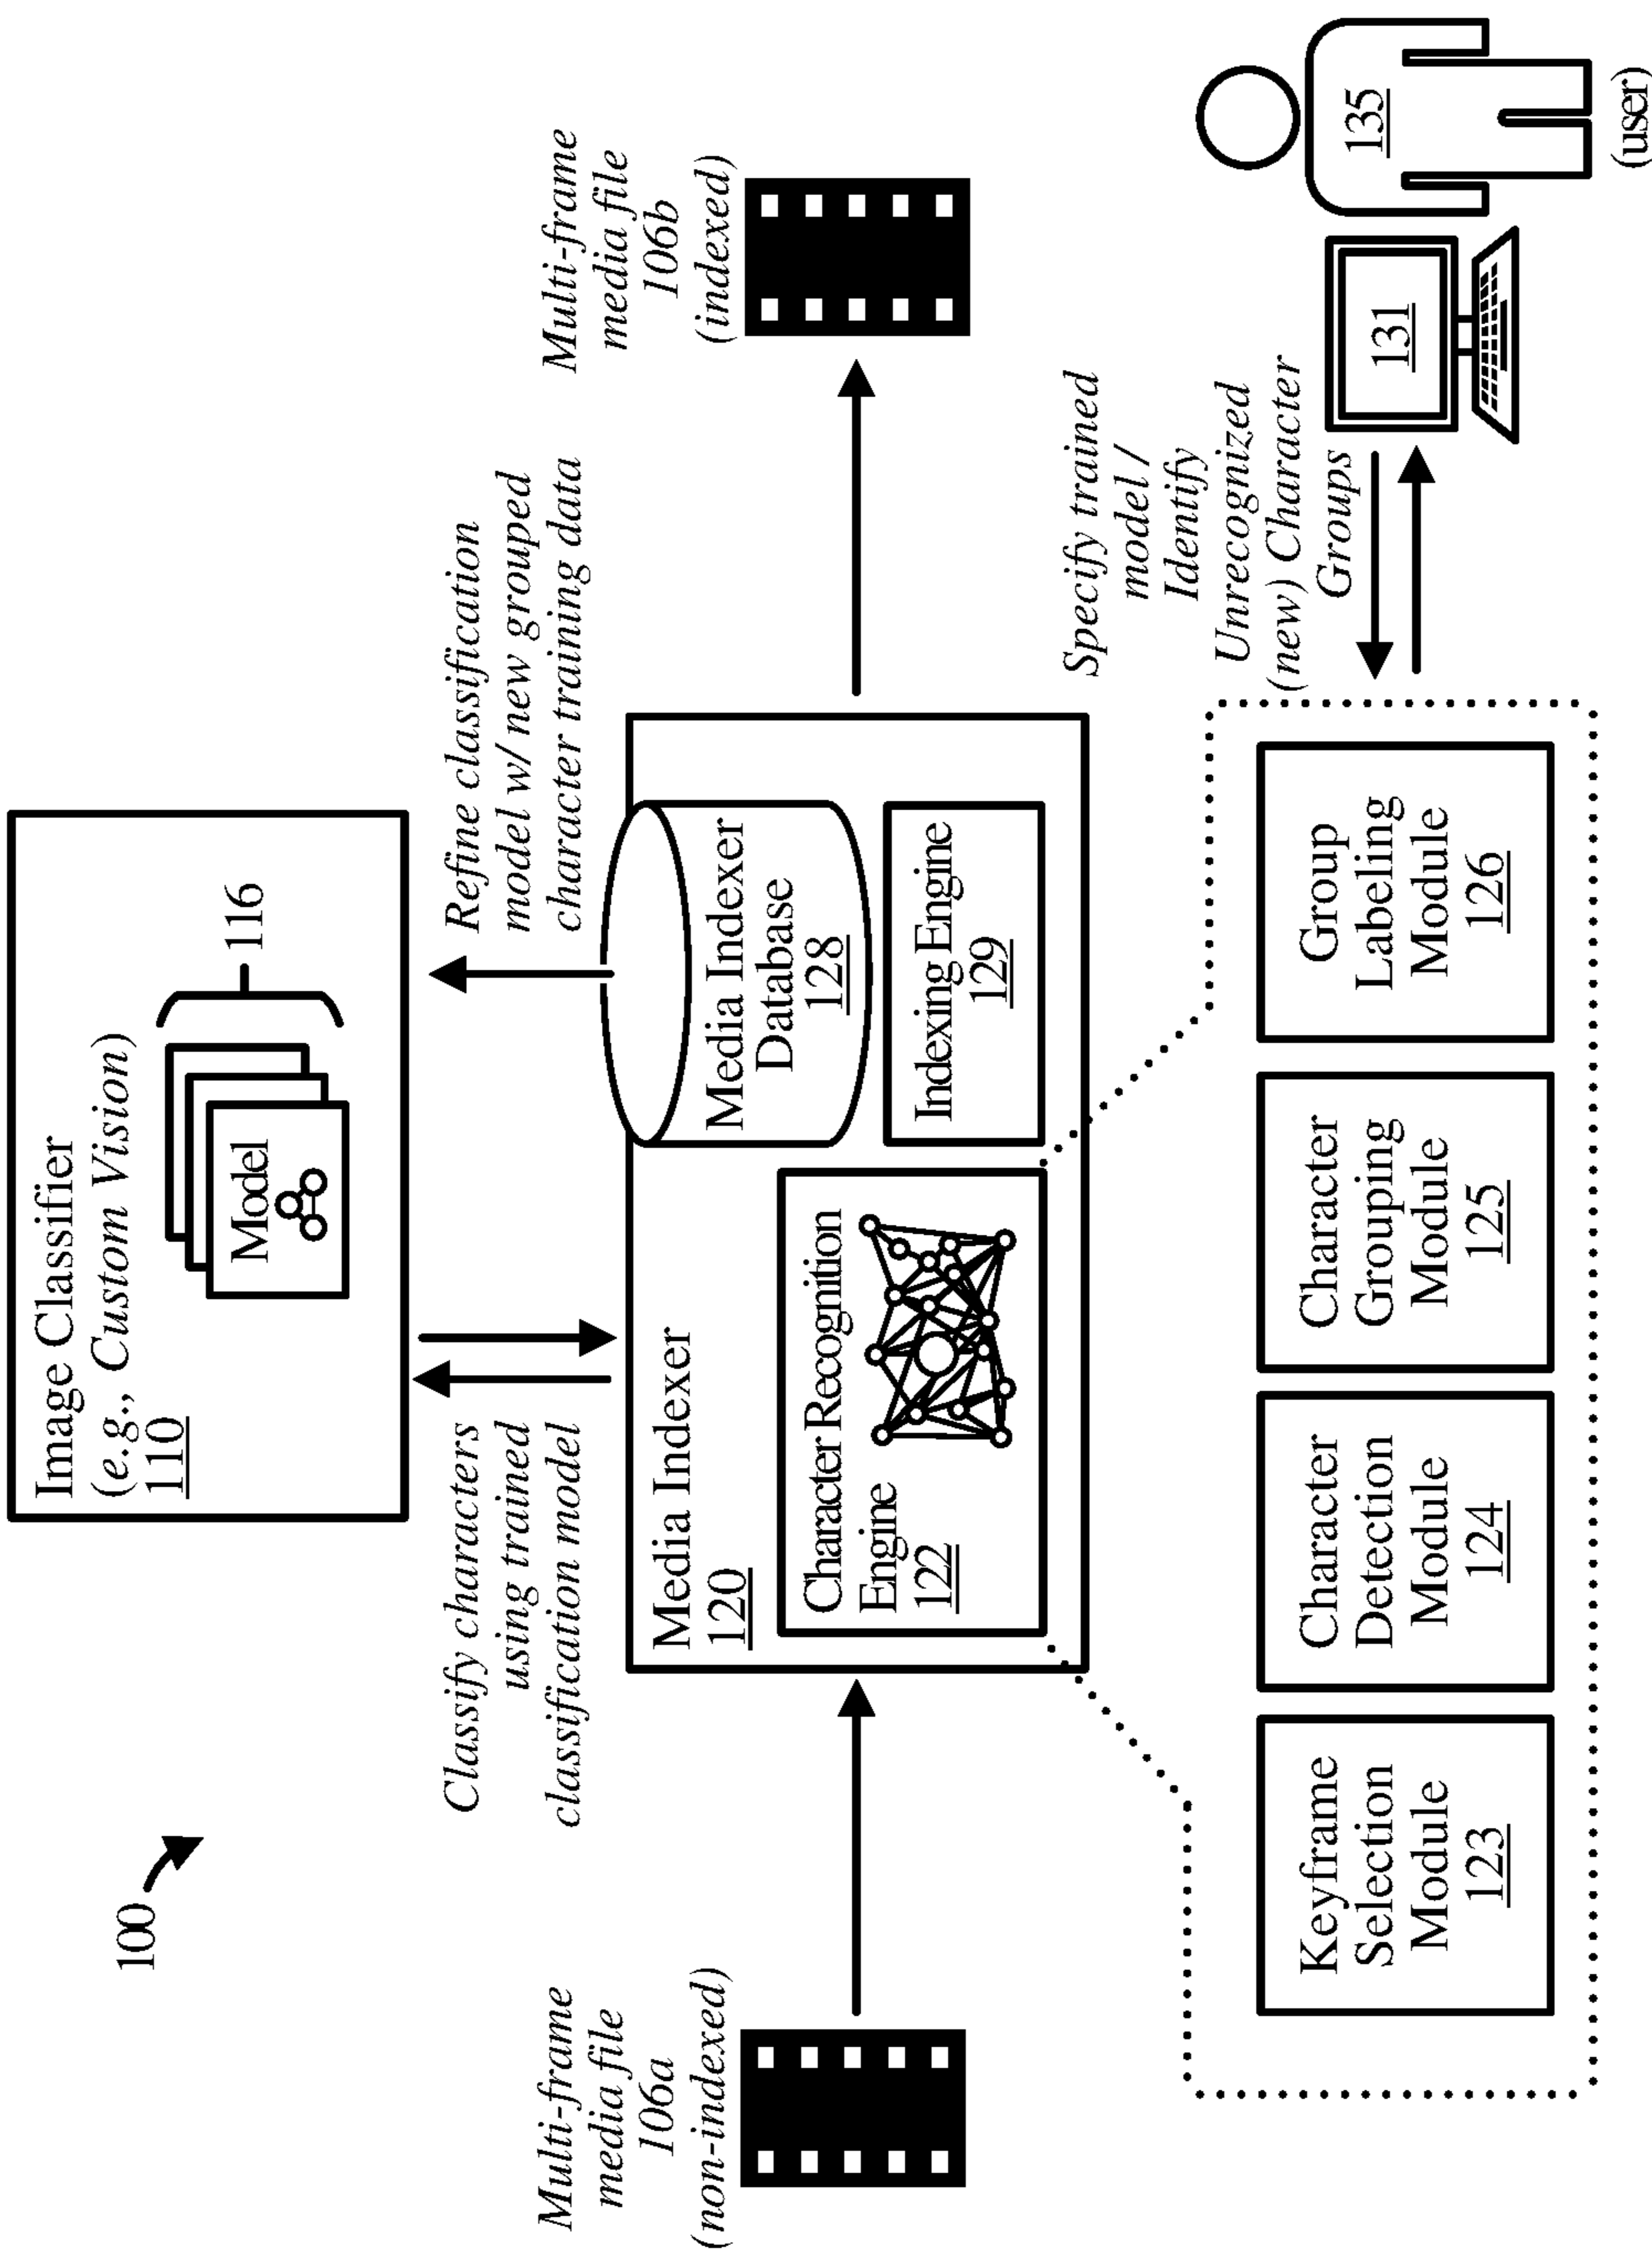 100
Image Classifier
(e.g., Custom Vision)
110
Model
116
Classify characters
using trained
classification model
Refine classification
model w/ new grouped
character training data
Multi-frame
media file
106a
(non-indexed)
Media Indexer
120
Character Recognition
Engine
122
Media Indexer
Database
128
Indexing Engine
129
Multi-frame
media file
106b
(indexed)
Specify trained
model /
Identify
Unrecognized
(new) Character
Groups
Keyframe
Selection
Module
123
Character
Detection
Module
124
Character
Grouping
Module
125
Group
Labeling
Module
126
131
135
(user)